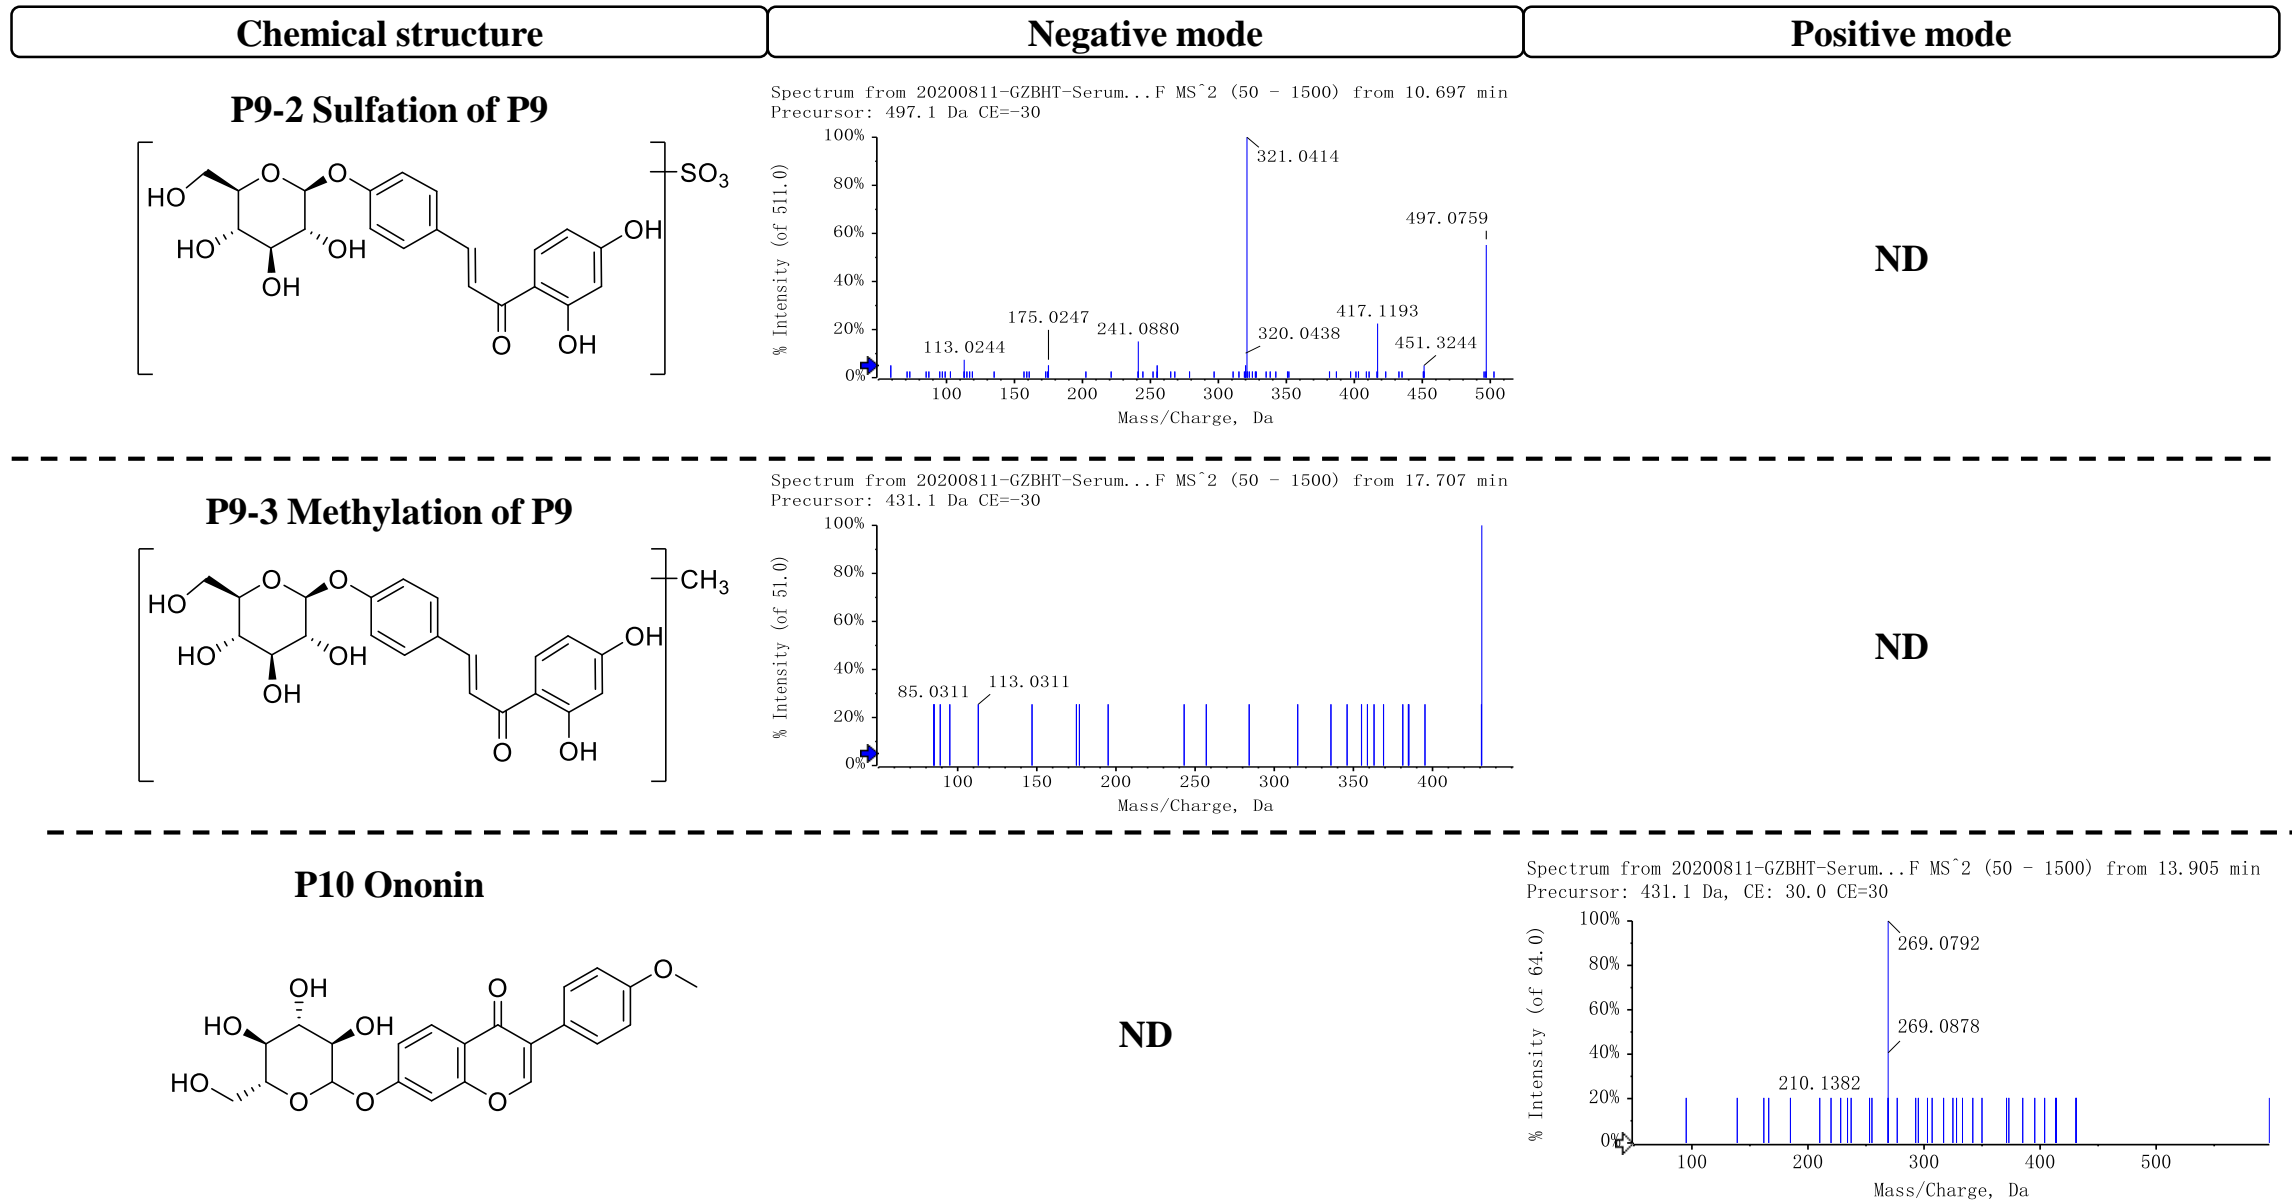 Chemical structure
Negative mode
Positive mode
P9-2 Sulfation of P9
HO
O
O
HO
OH
OH
O
OH
OH
SO3
Spectrum from 20200811-GZBHT-Serum...F MS^2 (50 - 1500) from 10.697 min
Precursor: 497.1 Da CE=-30
% Intensity (of 511.0)
100%
80%
60%
40%
20%
0%
321.0414
497.0759
175.0247
241.0880
417.1193
113.0244
320.0438
451.3244
100 150 200 250 300 350 400 450 500
Mass/Charge, Da
ND
P9-3 Methylation of P9
HO
O
O
HO
OH
OH
O
OH
OH
CH3
Spectrum from 20200811-GZBHT-Serum...F MS^2 (50 - 1500) from 17.707 min
Precursor: 431.1 Da CE=-30
% Intensity (of 51.0)
100%
80%
60%
40%
20%
0%
85.0311
113.0311
100 150 200 250 300 350 400
Mass/Charge, Da
ND
P10 Ononin
OH
HO
OH
HO
O
O
O
O
O
ND
Spectrum from 20200811-GZBHT-Serum...F MS^2 (50 - 1500) from 13.905 min
Precursor: 431.1 Da, CE: 30.0 CE=30
% Intensity (of 64.0)
100%
80%
60%
40%
20%
0%
269.0792
269.0878
210.1382
100 200 300 400 500
Mass/Charge, Da